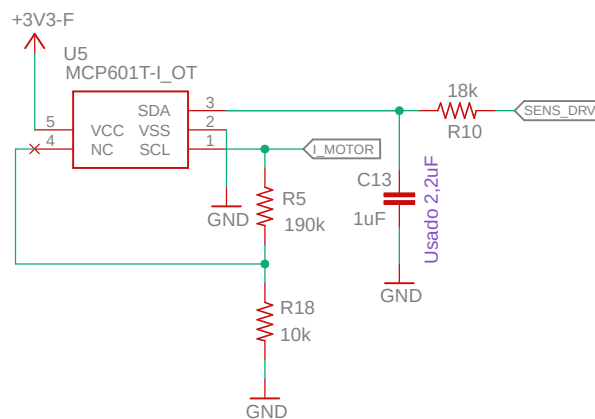 +3V3-F
U5
MCP601T-I_OT
5 VCC SDA 3
4 NC VSS 2
SCL 1
I_MOTOR
GND
R5
190k
R18
10k
GND
18k
R10
SENS_DRV
C13
1uF
Usado 2,2uF
GND